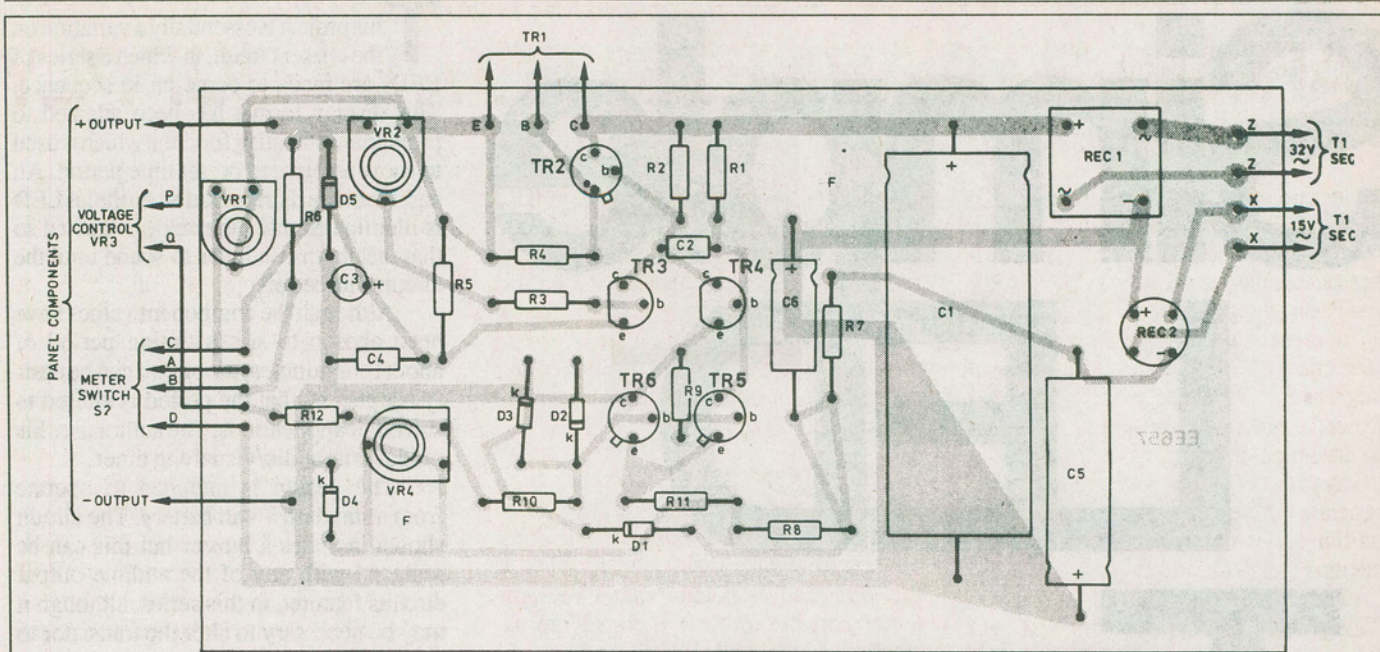 TR1
+ OUTPUT
E B C
VR2
TR2
c
b
R2 R1
F
+
+ ~
REC 1
~ −
Z
32V
~
Z
T1
SEC
X
15V
~
X
T1
SEC
P
VOLTAGE
CONTROL
VR3
Q
VR1
R6
D5
k
R4
C2
TR3
TR4
c b e
c b e
C3 +
R5
R3
+
C6
R7
C1
+
REC 2
−
PANEL COMPONENTS
C4
A
METER
SWITCH
S2
B
D
R12
VR4
D3
k
D2
k
TR6
TR5
c b e
c b e
R9
EE657
C5
− OUTPUT
k
D4
F
R10
R11
k D1
R8
+